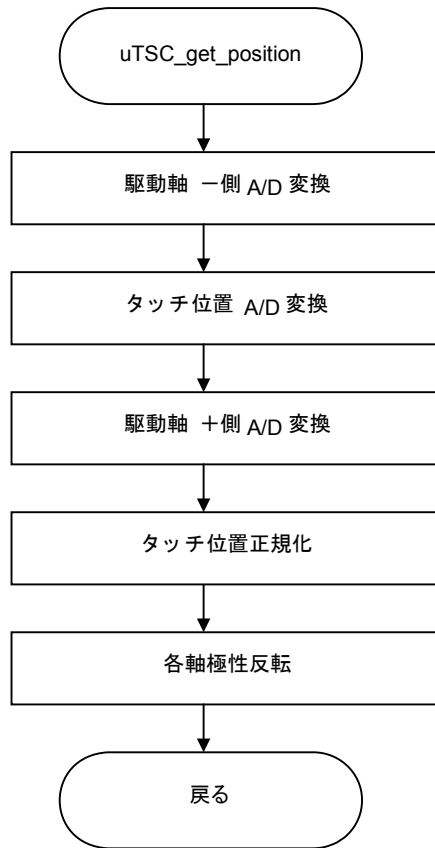 uTSC_get_position
駆動軸 －側 A/D 変換
タッチ位置 A/D 変換
駆動軸 ＋側 A/D 変換
タッチ位置正規化
各軸極性反転
戻る